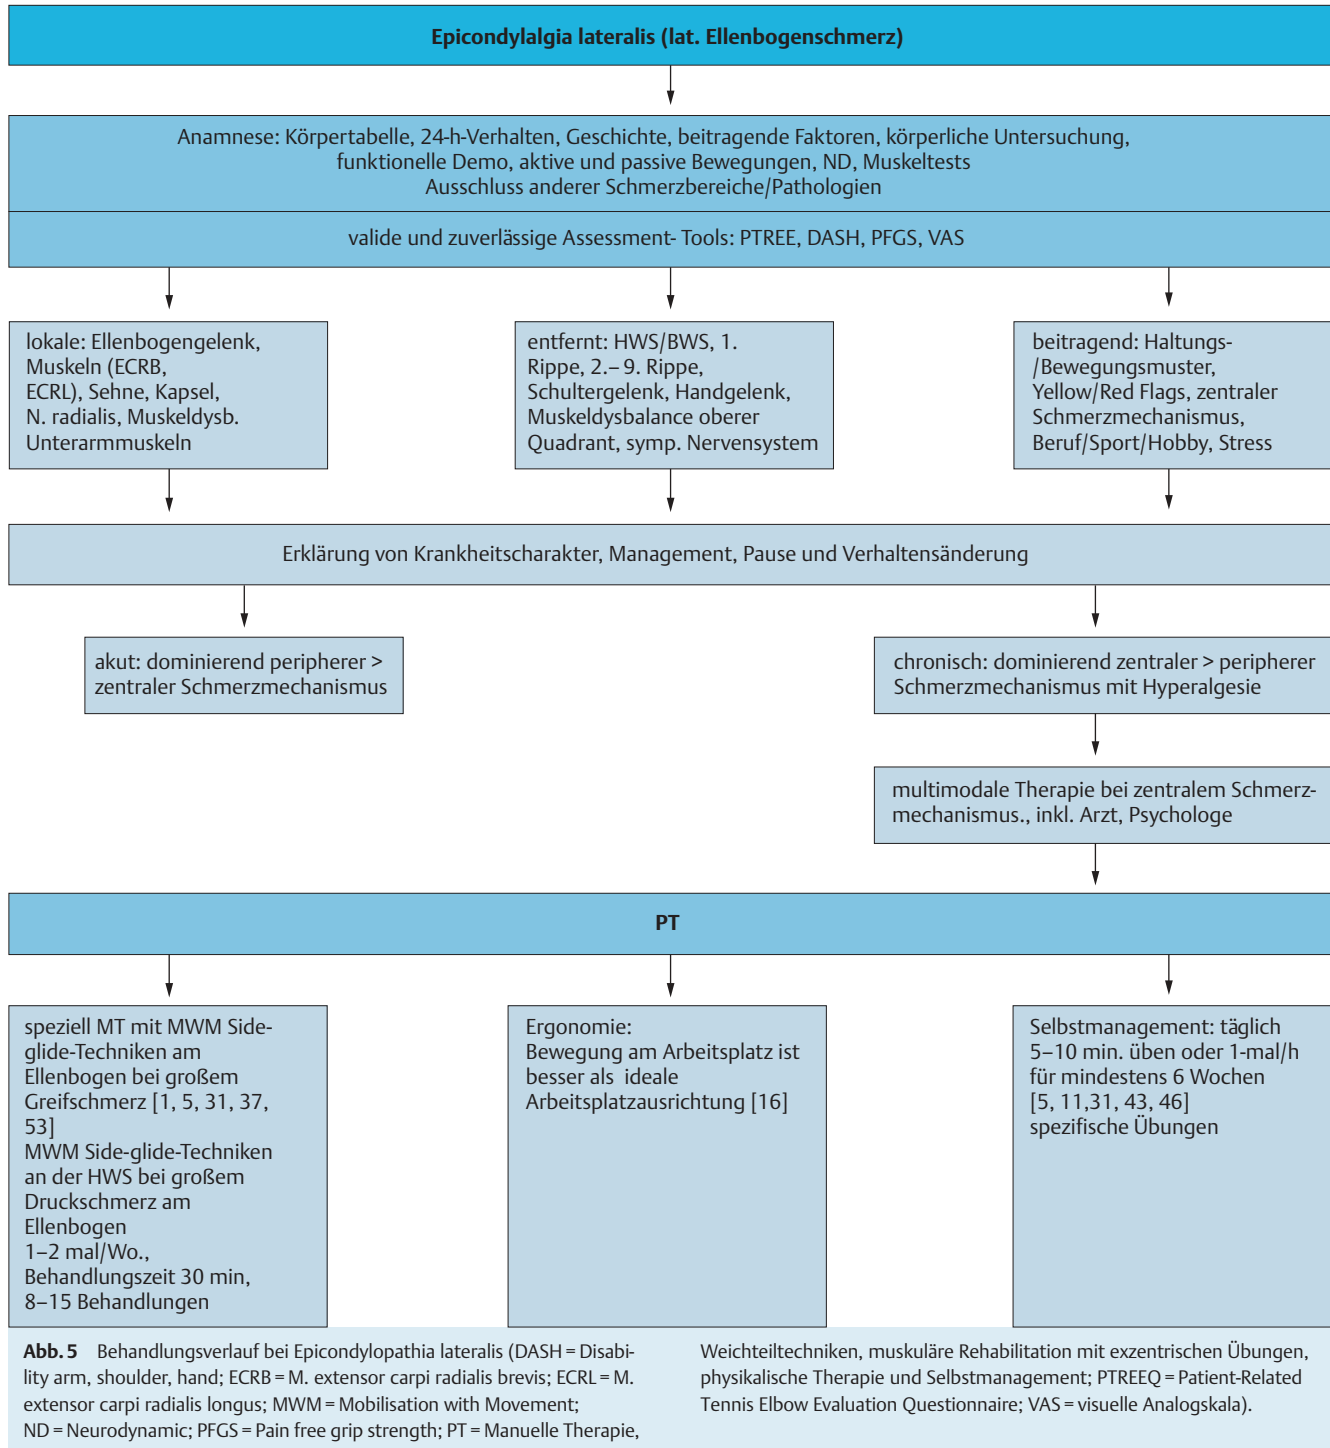 Epicondylalgia lateralis (lat. Ellenbogenschmerz)
Anamnese: Körpertabelle, 24-h-Verhalten, Geschichte, beitragende Faktoren, körperliche Untersuchung,
funktionelle Demo, aktive und passive Bewegungen, ND, Muskeltests
Ausschluss anderer Schmerzbereiche/Pathologien
valide und zuverlässige Assessment- Tools: PTREE, DASH, PFGS, VAS
lokale: Ellenbogengelenk,
Muskeln (ECRB,
ECRL), Sehne, Kapsel,
N. radialis, Muskeldysb.
Unterarmmuskeln
entfernt: HWS/BWS, 1.
Rippe, 2.– 9. Rippe,
Schultergelenk, Handgelenk,
Muskeldysbalance oberer
Quadrant, symp. Nervensystem
beitragend: Haltungs-
/Bewegungsmuster,
Yellow/Red Flags, zentraler
Schmerzmechanismus,
Beruf/Sport/Hobby, Stress
Erklärung von Krankheitscharakter, Management, Pause und Verhaltensänderung
akut: dominierend peripherer >
zentraler Schmerzmechanismus
chronisch: dominierend zentraler > peripherer
Schmerzmechanismus mit Hyperalgesie
multimodale Therapie bei zentralem Schmerz-
mechanismus., inkl. Arzt, Psychologe
PT
speziell MT mit MWM Side-
glide-Techniken am
Ellenbogen bei großem
Greifschmerz [1, 5, 31, 37,
53]
MWM Side-glide-Techniken
an der HWS bei großem
Druckschmerz am
Ellenbogen
1–2 mal/Wo.,
Behandlungszeit 30 min,
8–15 Behandlungen
Ergonomie:
Bewegung am Arbeitsplatz ist
besser als ideale
Arbeitsplatzausrichtung [16]
Selbstmanagement: täglich
5–10 min. üben oder 1-mal/h
für mindestens 6 Wochen
[5, 11,31, 43, 46]
spezifische Übungen
Abb. 5 Behandlungsverlauf bei Epicondylopathia lateralis (DASH = Disabi-
lity arm, shoulder, hand; ECRB = M. extensor carpi radialis brevis; ECRL = M.
extensor carpi radialis longus; MWM = Mobilisation with Movement;
ND = Neurodynamic; PFGS = Pain free grip strength; PT = Manuelle Therapie,
Weichteiltechniken, muskuläre Rehabilitation mit exzentrischen Übungen,
physikalische Therapie und Selbstmanagement; PTREEQ = Patient-Related
Tennis Elbow Evaluation Questionnaire; VAS = visuelle Analogskala).